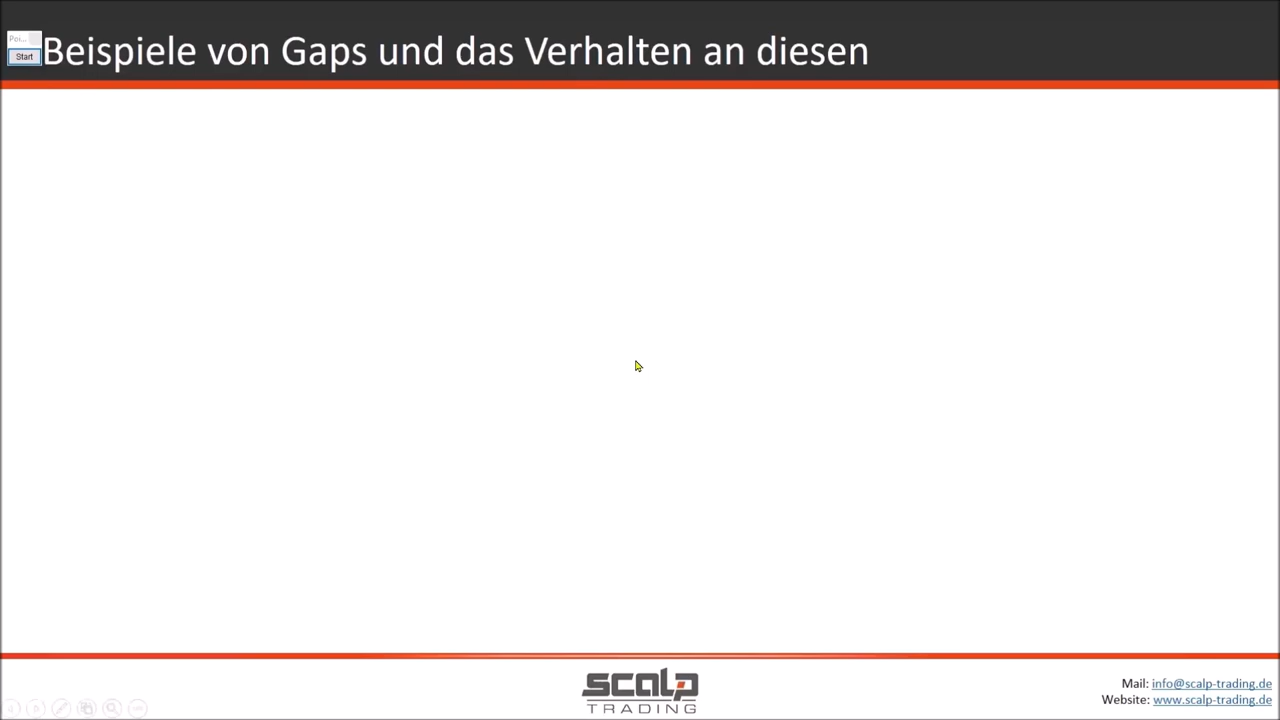 Poi...
Start
Beispiele von Gaps und das Verhalten an diesen
scalp
TRADING
Mail: info@scalp-trading.de
Website: www.scalp-trading.de